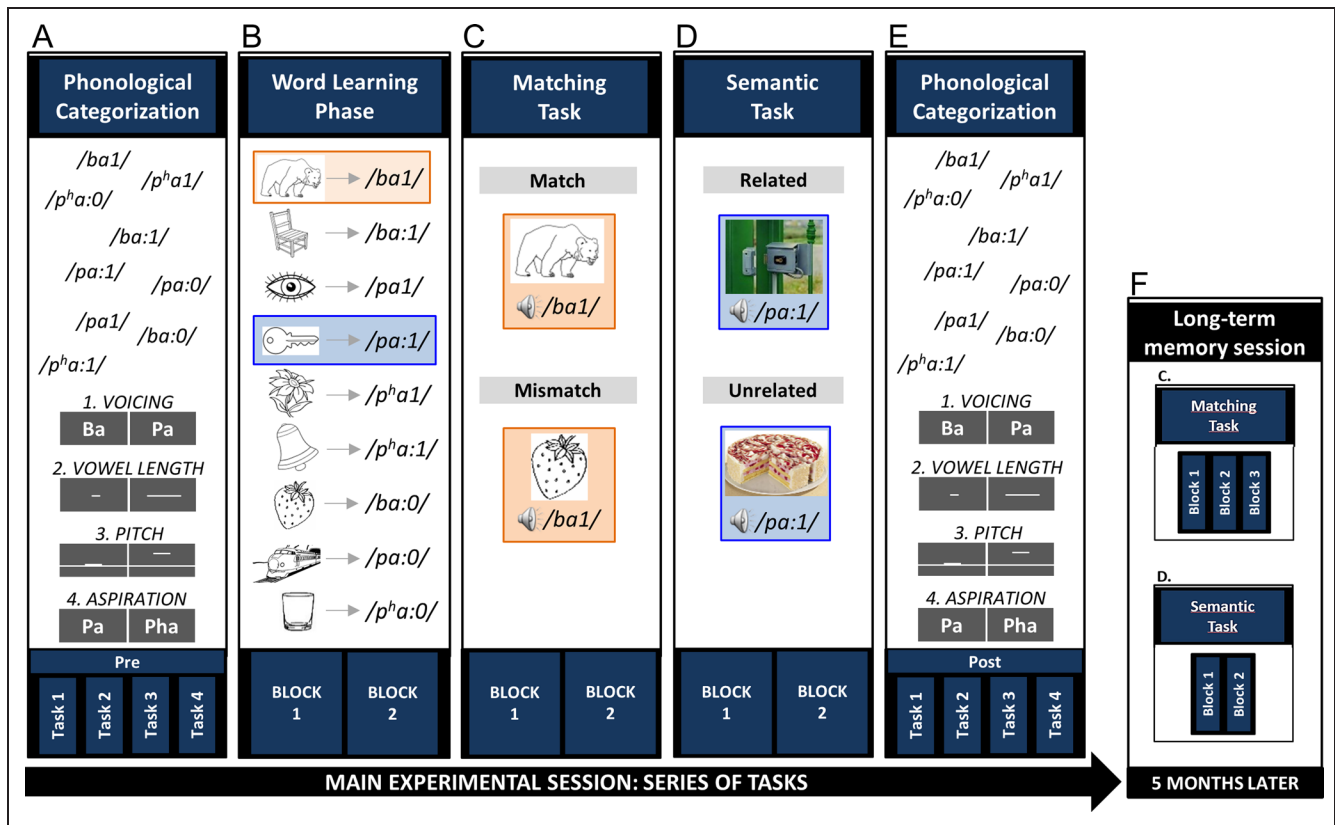 A
Phonological
Categorization
/ba1/
/pʰa1/
/pʰa:0/
/ba:1/
/pa:1/
/pa:0/
/pa1/
/ba:0/
/pʰa:1/
1. VOICING
Ba Pa
2. VOWEL LENGTH
3. PITCH
4. ASPIRATION
Pa Pha
Pre
Task 1 Task 2 Task 3 Task 4
B
Word Learning
Phase
/ba1/
/ba:1/
/pa1/
/pa:1/
/pʰa1/
/pʰa:1/
/ba:0/
/pa:0/
/pʰa:0/
BLOCK BLOCK
1 2
C
Matching
Task
Match
/ba1/
Mismatch
/ba1/
BLOCK BLOCK
1 2
D
Semantic
Task
Related
/pa:1/
Unrelated
/pa:1/
BLOCK BLOCK
1 2
E
Phonological
Categorization
/ba1/
/pʰa1/
/pʰa:0/
/ba:1/
/pa:1/
/pa:0/
/pa1/
/ba:0/
/pʰa:1/
1. VOICING
Ba Pa
2. VOWEL LENGTH
3. PITCH
4. ASPIRATION
Pa Pha
Post
Task 1 Task 2 Task 3 Task 4
F
Long-term
memory session
C.
Matching
Task
Block 1 Block 2 Block 3
D.
Semantic
Task
Block 1 Block 2
MAIN EXPERIMENTAL SESSION: SERIES OF TASKS
5 MONTHS LATER